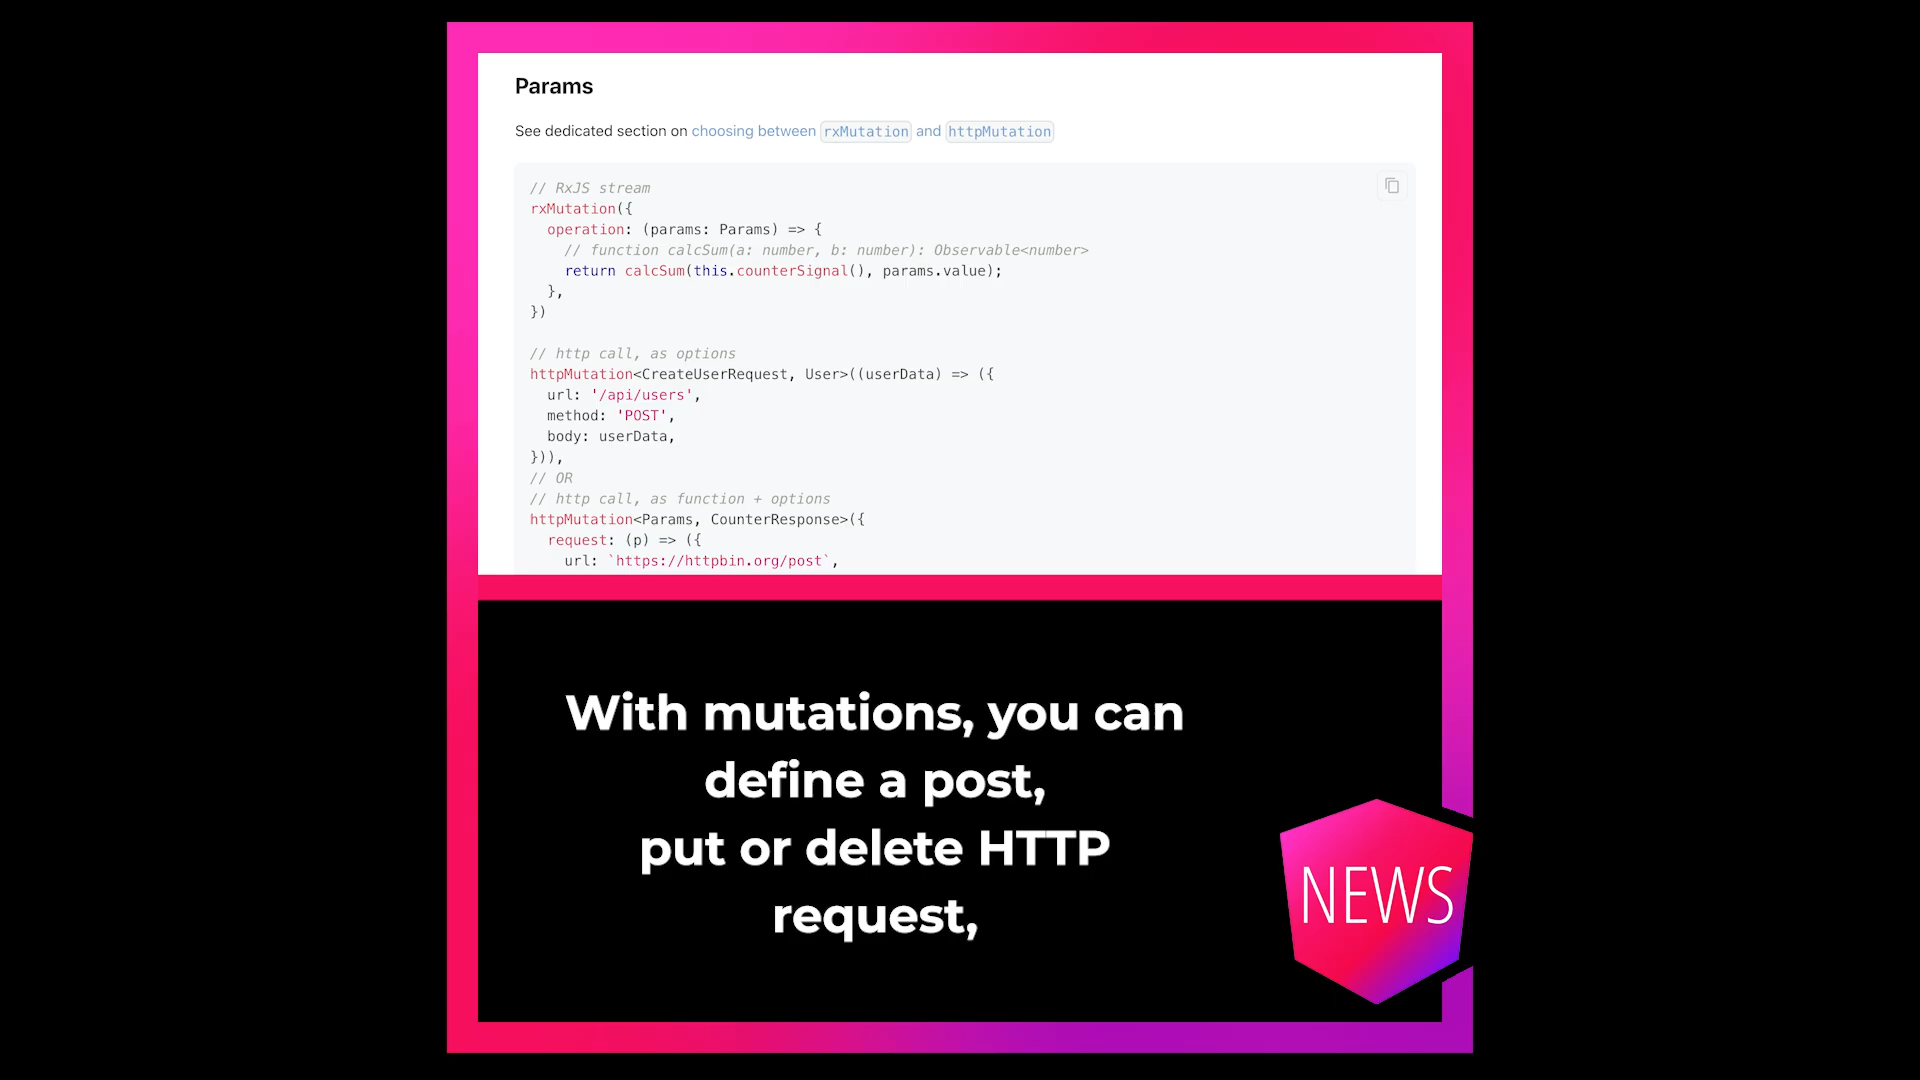 Params
See dedicated section on choosing between rxMutation and httpMutation
// RxJS stream
rxMutation({
  operation: (params: Params) => {
    // function calcSum(a: number, b: number): Observable<number>
    return calcSum(this.counterSignal(), params.value);
  },
})
// http call, as options
httpMutation<CreateUserRequest, User>((userData) => ({
  url: '/api/users',
  method: 'POST',
  body: userData,
})),
// OR
// http call, as function + options
httpMutation<Params, CounterResponse>({
  request: (p) => ({
    url: `https://httpbin.org/post`,
With mutations, you can
define a post,
put or delete HTTP
request,
NEWS